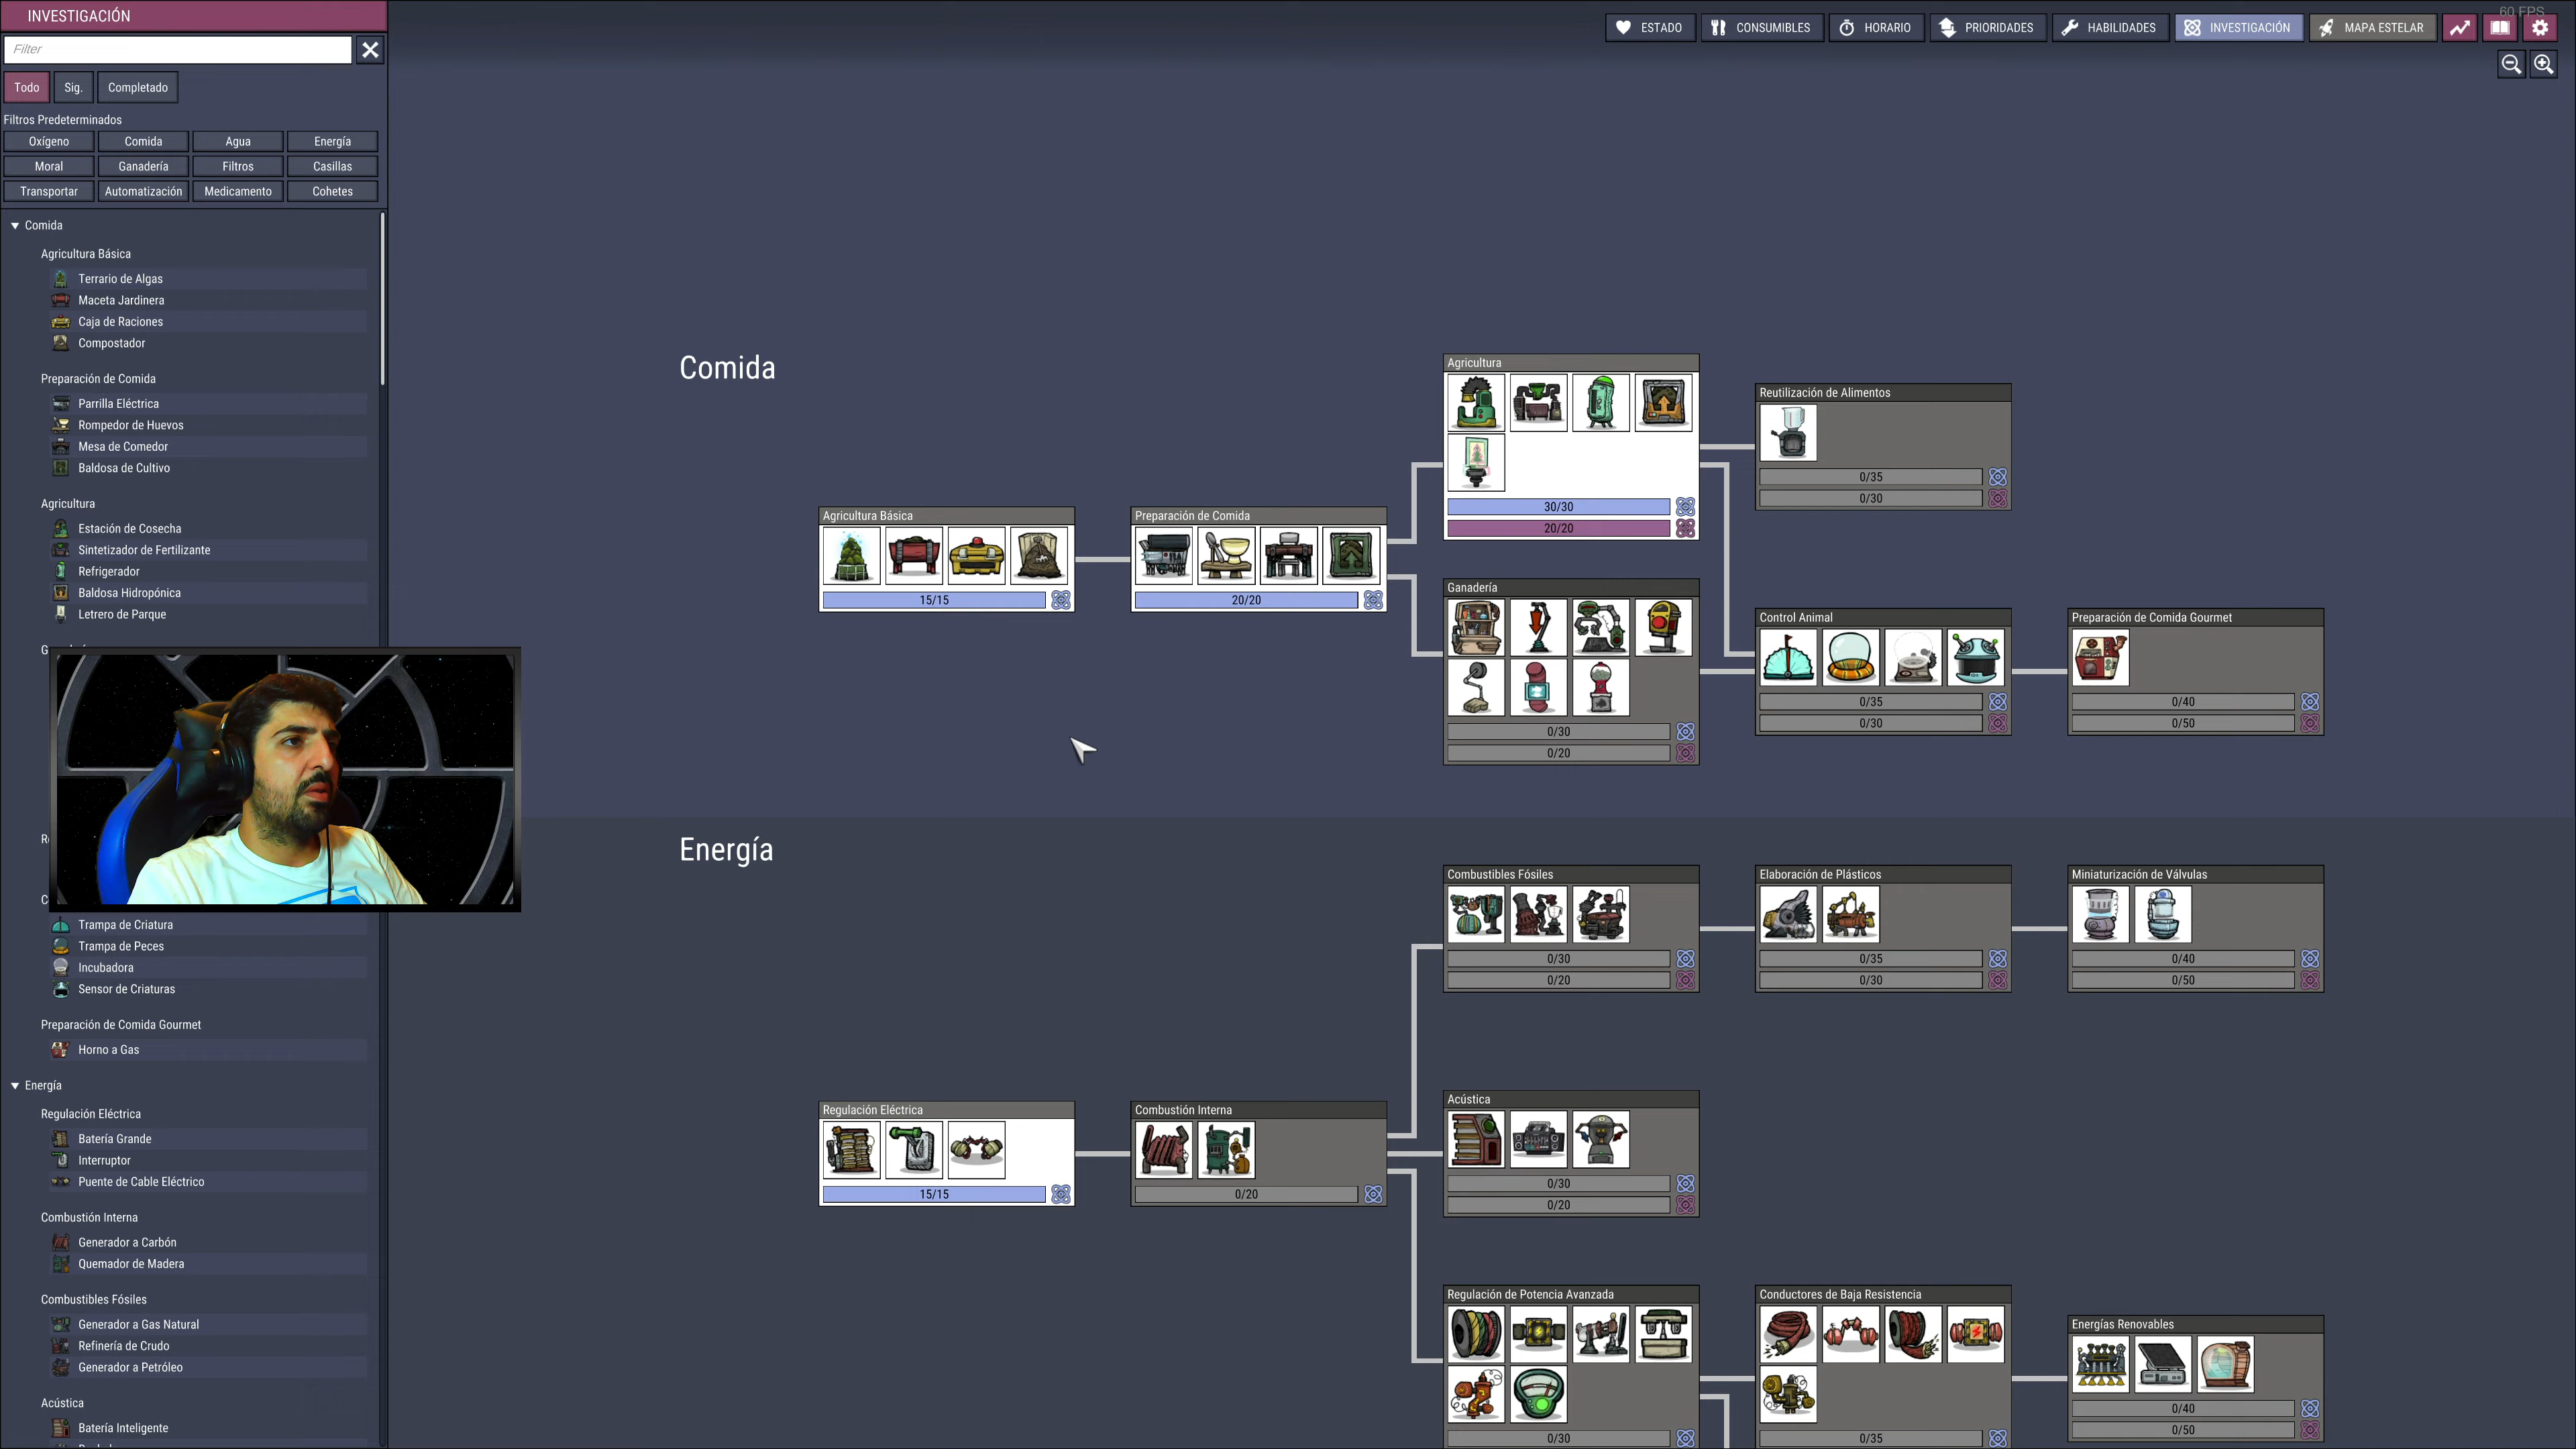 INVESTIGACIÓN
Filter
Todo
Sig.
Completado
Filtros Predeterminados
Oxígeno
Comida
Agua
Energía
Moral
Ganadería
Filtros
Casillas
Transportar
Automatización
Medicamento
Cohetes
Comida
Agricultura Básica
Terrario de Algas
Maceta Jardinera
Caja de Raciones
Compostador
Preparación de Comida
Parrilla Eléctrica
Rompedor de Huevos
Mesa de Comedor
Baldosa de Cultivo
Agricultura
Estación de Cosecha
Sintetizador de Fertilizante
Refrigerador
Baldosa Hidropónica
Letrero de Parque
Trampa de Criatura
Trampa de Peces
Incubadora
Sensor de Criaturas
Preparación de Comida Gourmet
Horno a Gas
Energía
Regulación Eléctrica
Batería Grande
Interruptor
Puente de Cable Eléctrico
Combustión Interna
Generador a Carbón
Quemador de Madera
Combustibles Fósiles
Generador a Gas Natural
Refinería de Crudo
Generador a Petróleo
Acústica
Batería Inteligente
60 FPS
ESTADO
CONSUMIBLES
HORARIO
PRIORIDADES
HABILIDADES
INVESTIGACIÓN
MAPA ESTELAR
Comida
Agricultura Básica
15/15
Preparación de Comida
20/20
Agricultura
30/30
20/20
Reutilización de Alimentos
0/35
0/30
Ganadería
0/30
0/20
Control Animal
0/35
0/30
Preparación de Comida Gourmet
0/40
0/50
Energía
Regulación Eléctrica
15/15
Combustión Interna
0/20
Combustibles Fósiles
0/30
0/20
Elaboración de Plásticos
0/35
0/30
Miniaturización de Válvulas
0/40
0/50
Acústica
0/30
0/20
Regulación de Potencia Avanzada
0/30
Conductores de Baja Resistencia
0/35
Energías Renovables
0/40
0/50